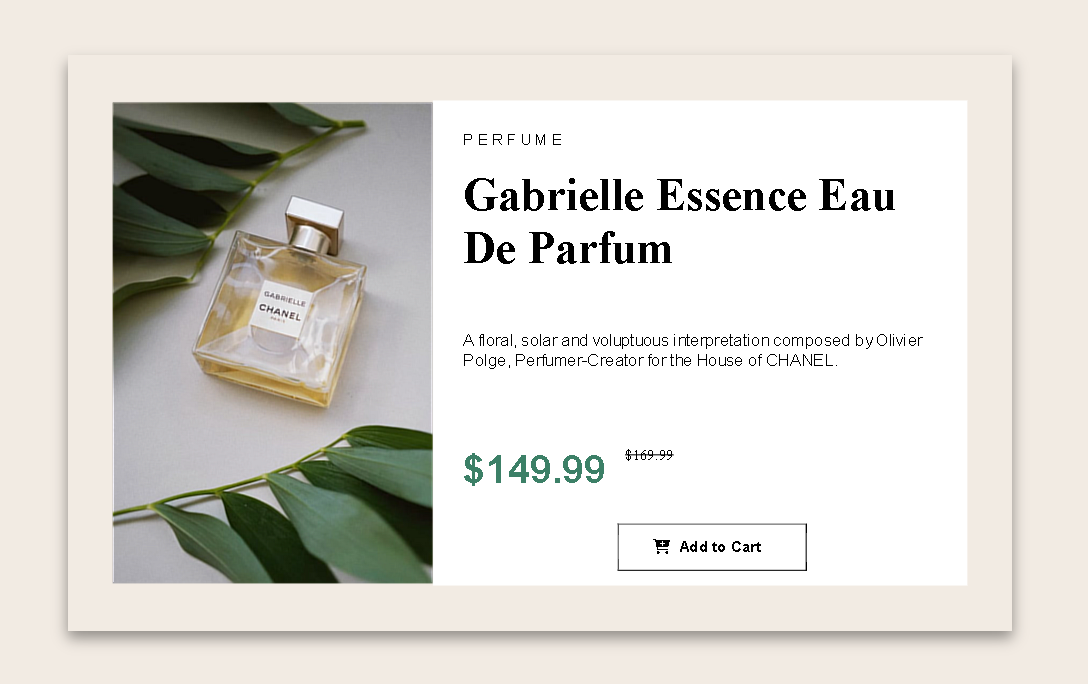 PERFUME
Gabrielle Essence Eau
De Parfum
A floral, solar and voluptuous interpretation composed by Olivier
Polge, Perfumer-Creator for the House of CHANEL.
$149.99 $169.99
Add to Cart
GABRIELLE
CHANEL
PARIS